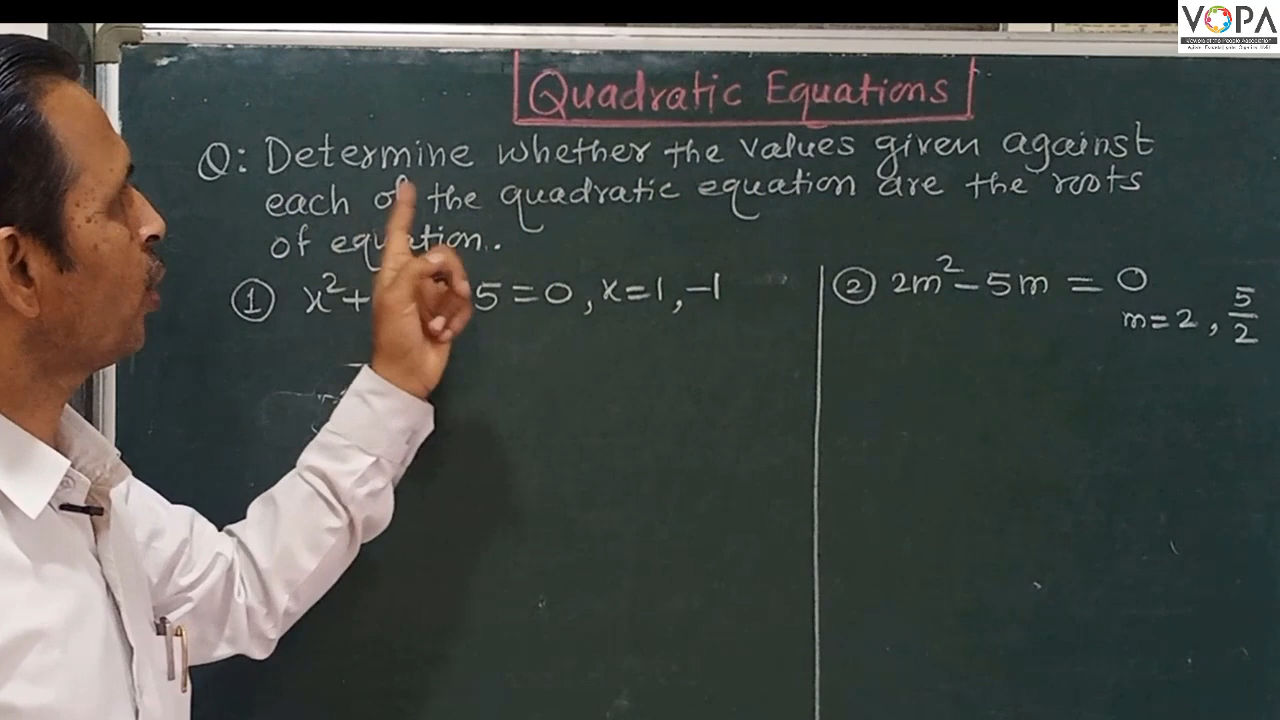 VOPA
Quadratic Equations
Q: Determine whether the values given against
each of the quadratic equation are the roots
of equation.
① x²+ 5 = 0, x=1, -1
② 2m² - 5m = 0
m = 2, 5/2